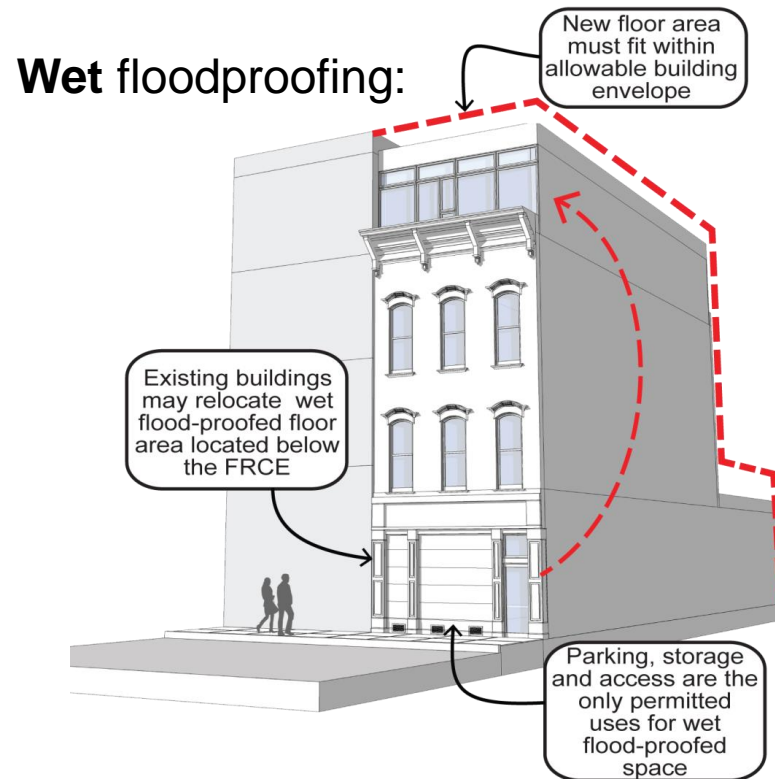 Wet floodproofing:
New floor area
must fit within
allowable building
envelope
Existing buildings
may relocate wet
flood-proofed floor
area located below
the FRCE
Parking, storage
and access are the
only permitted
uses for wet
flood-proofed
space